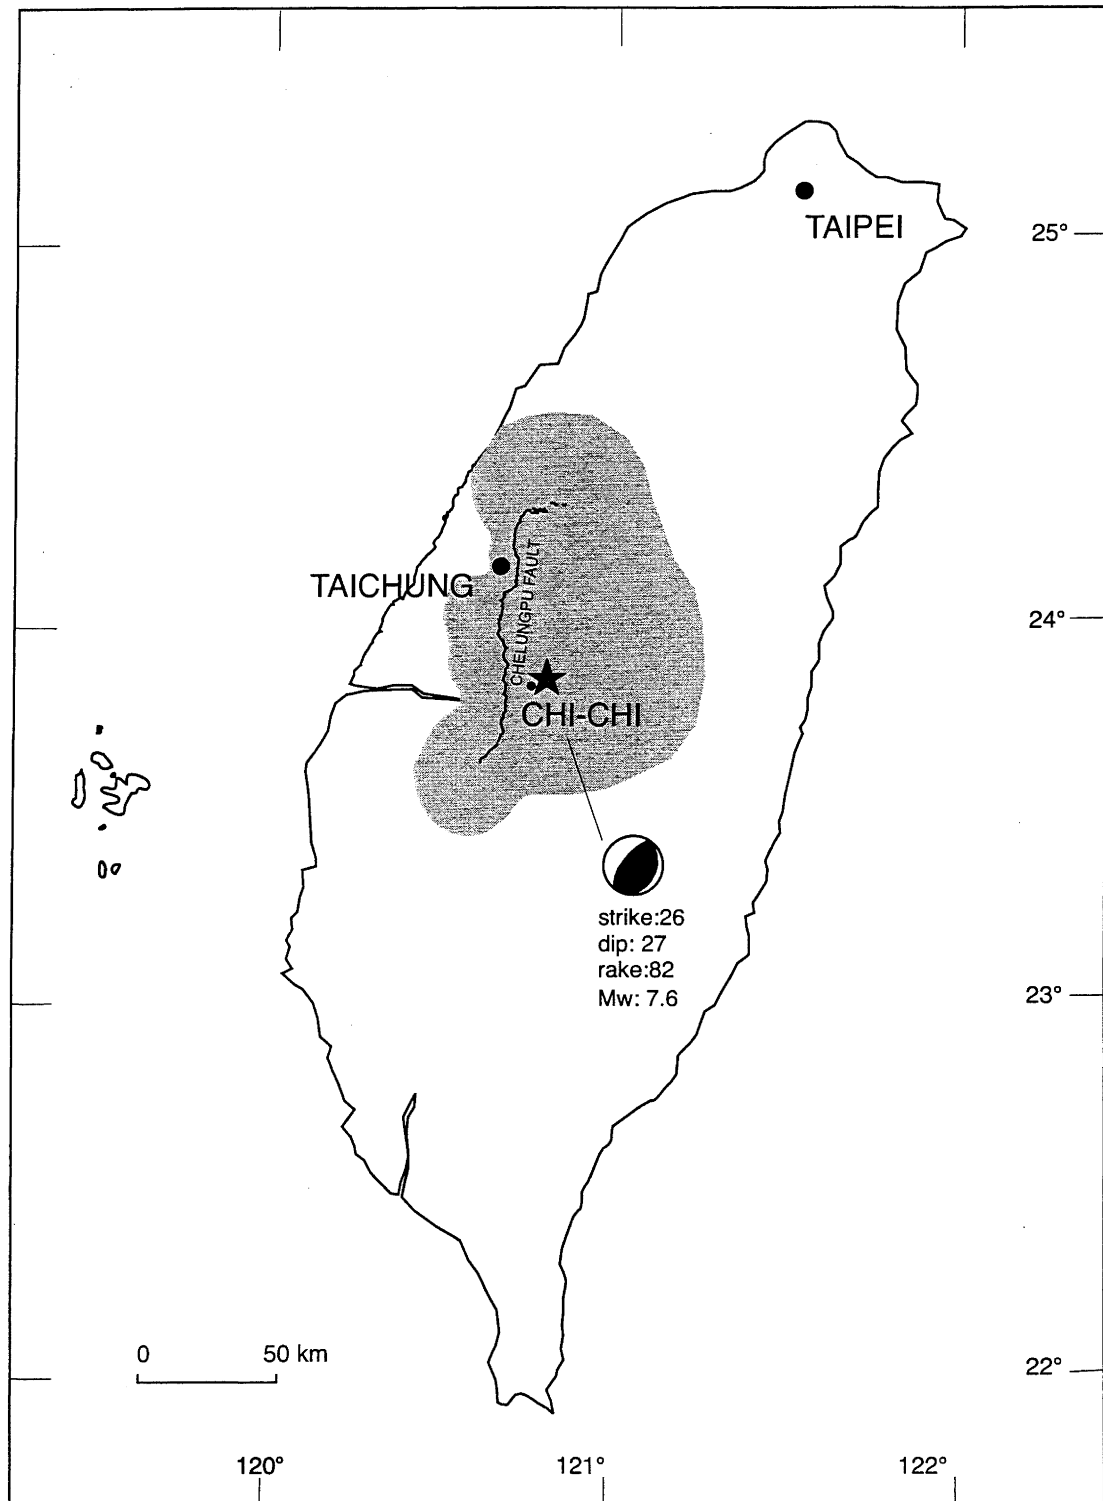 TAIPEI
25°
TAICHUNG
CHELUNGPU FAULT
24°
CHI-CHI
strike:26
dip: 27
rake:82
Mw: 7.6
23°
0 50 km
22°
120° 121° 122°